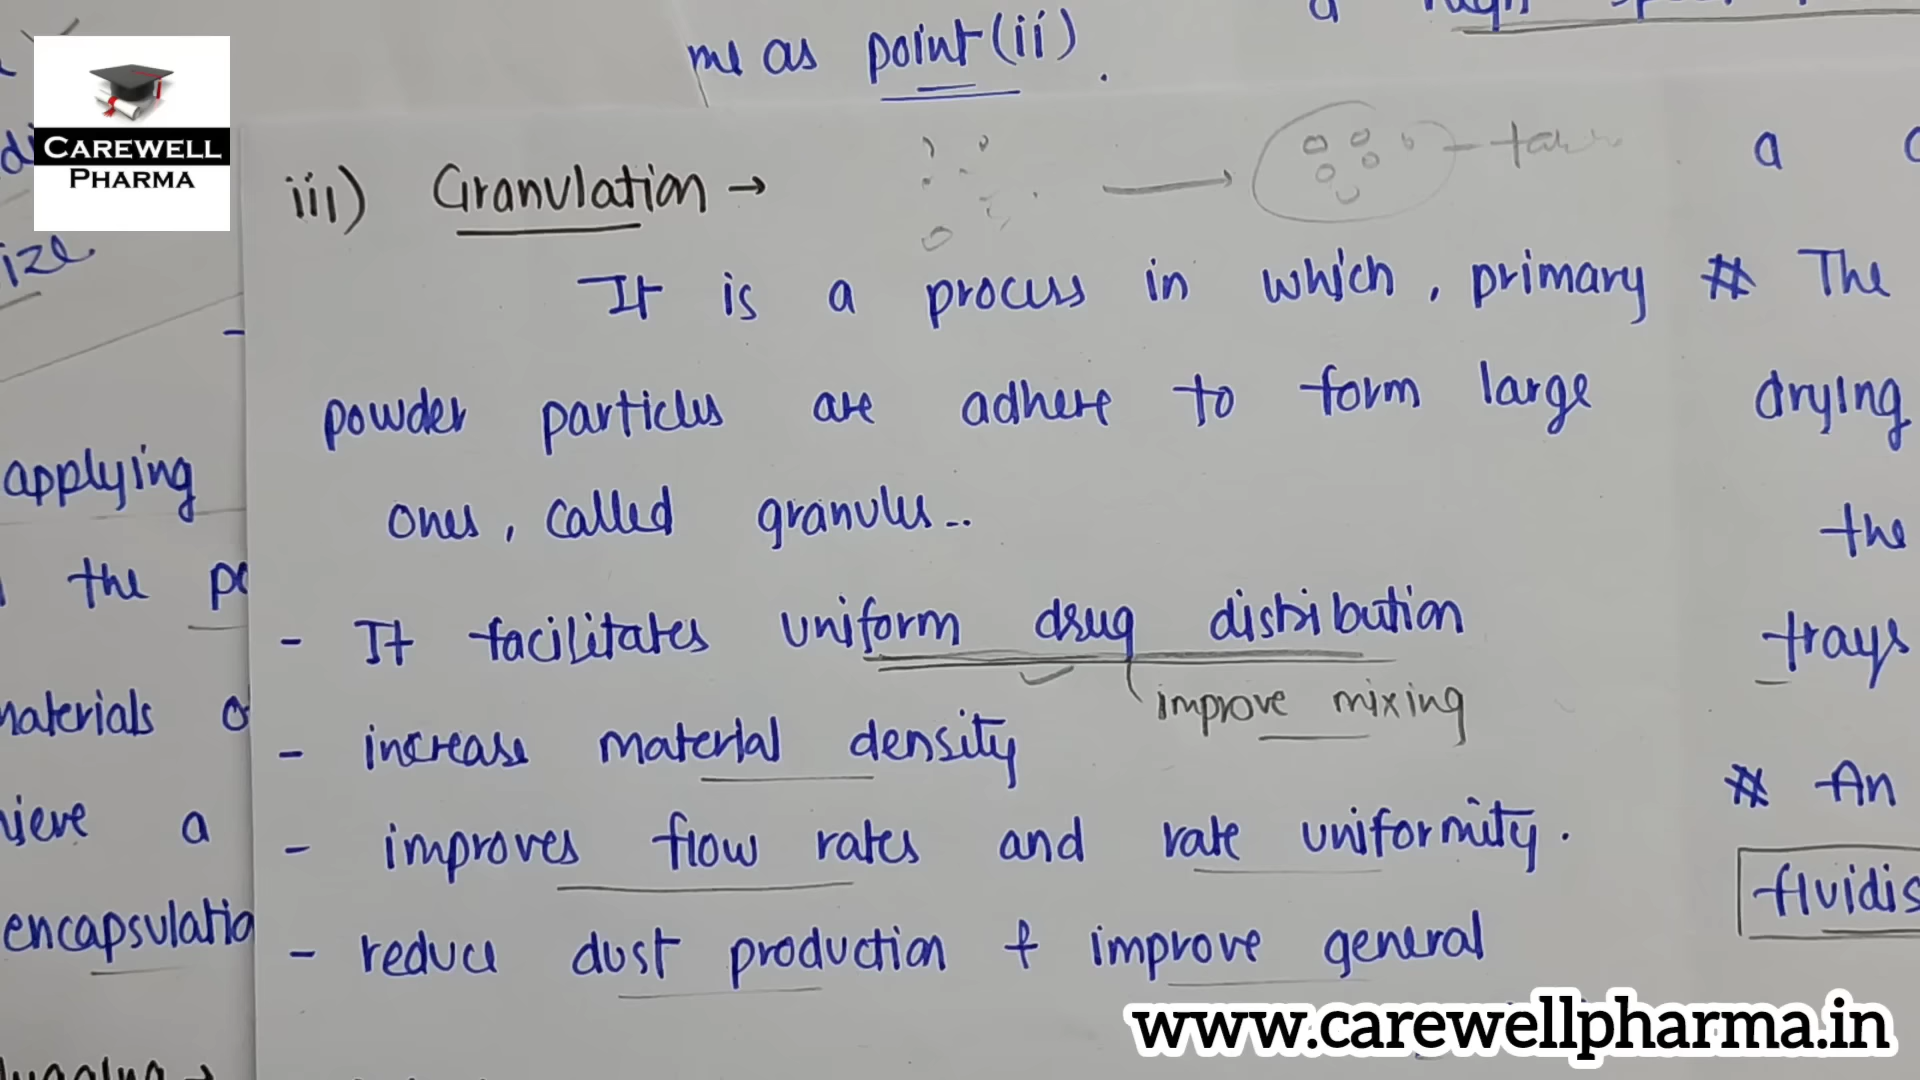 me as point (ii).
CAREWELL
PHARMA
iii) Granulation →
It is a process in which, primary
powder particles are adhere to form large
ones, called granules..
- It facilitates uniform drug distribution
improve mixing
- increase material density
- improves flow rates and rate uniformity.
- reduce dust production + improve general
ize
applying
the
materials
a
encapsulatio
a
# The
drying
the
trays
# An
fluidis
www.carewellpharma.in